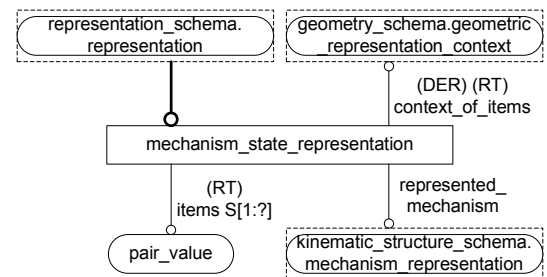 representation_schema.
representation
geometry_schema.geometric
_representation_context
(DER) (RT)
context_of_items
mechanism_state_representation
(RT)
items S[1:?]
represented_
mechanism
pair_value
kinematic_structure_schema.
mechanism_representation